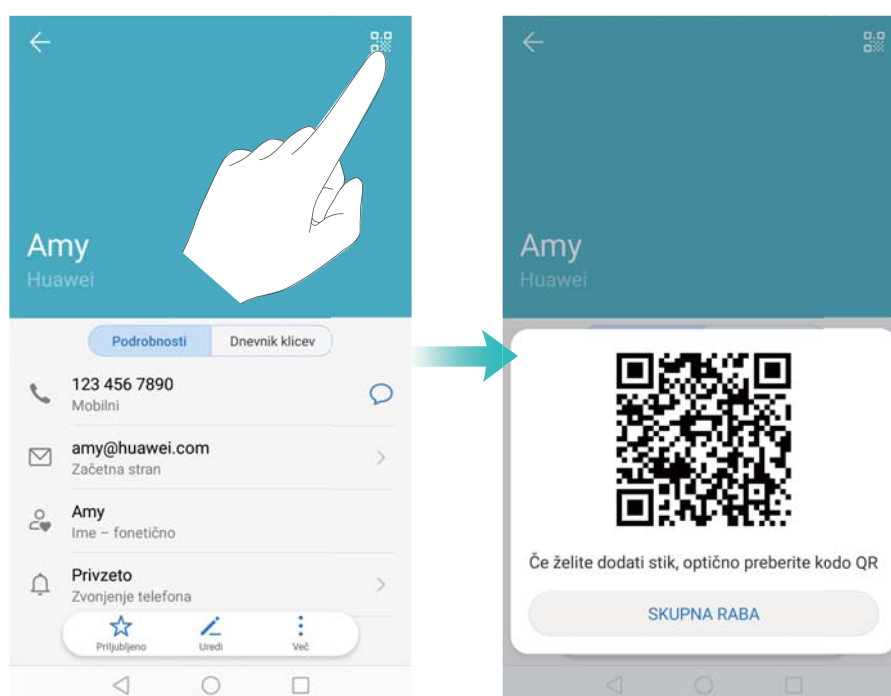 Amy
Huawei
Podrobnosti
Dnevnik klicev
123 456 7890
Mobilni
amy@huawei.com
Začetna stran
Amy
Ime – fonetično
Privzeto
Zvonjenje telefona
Priljubljeno
Uredi
Več
Amy
Huawei
Če želite dodati stik, optično preberite kodo QR
SKUPNA RABA